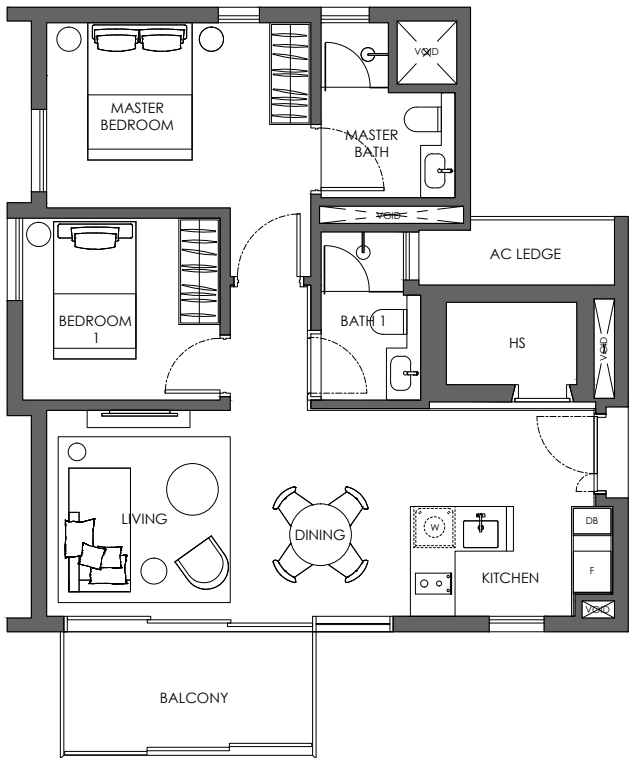 VOID
MASTER
BEDROOM
MASTER
BATH
VOID
AC LEDGE
BEDROOM
1
BATH 1
HS
VOID
LIVING
DINING
W
DB
F
KITCHEN
VOID
BALCONY